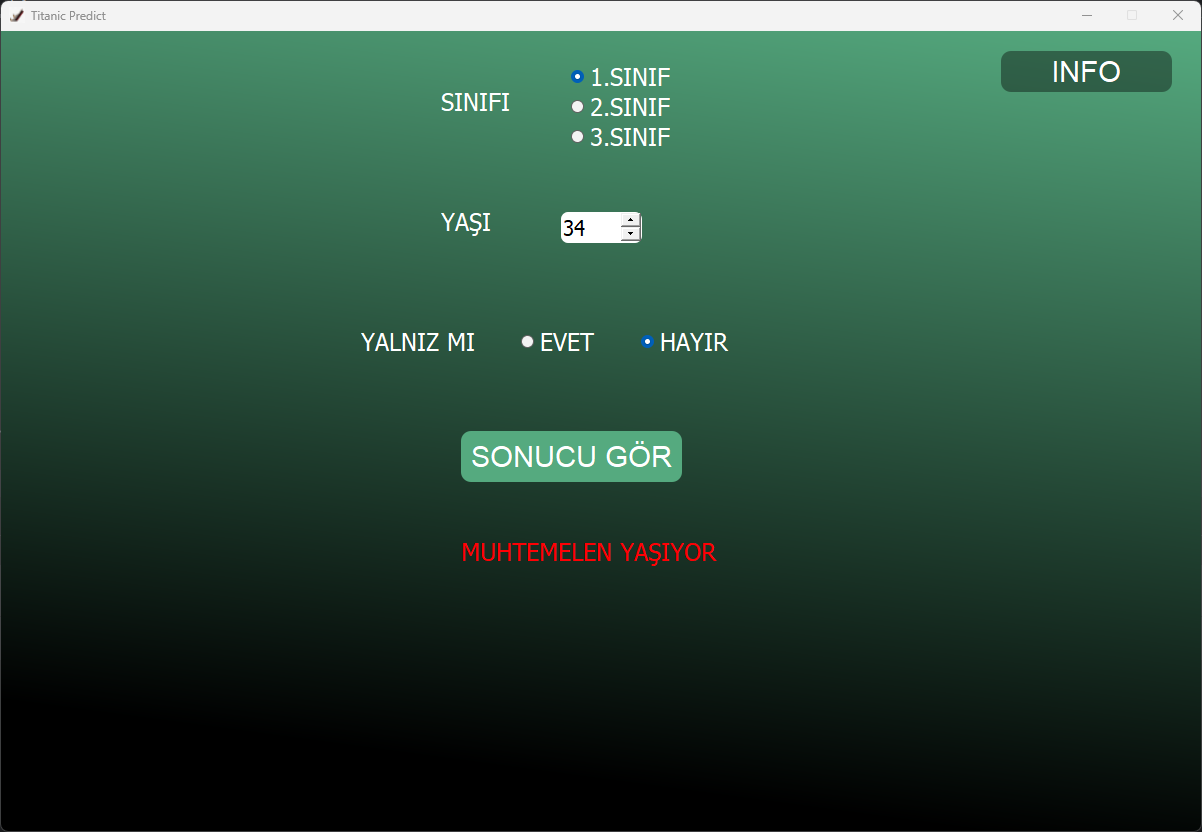 Titanic Predict
INFO
SINIFI
1.SINIF
2.SINIF
3.SINIF
YAŞI
34
YALNIZ MI
EVET
HAYIR
SONUCU GÖR
MUHTEMELEN YAŞIYOR